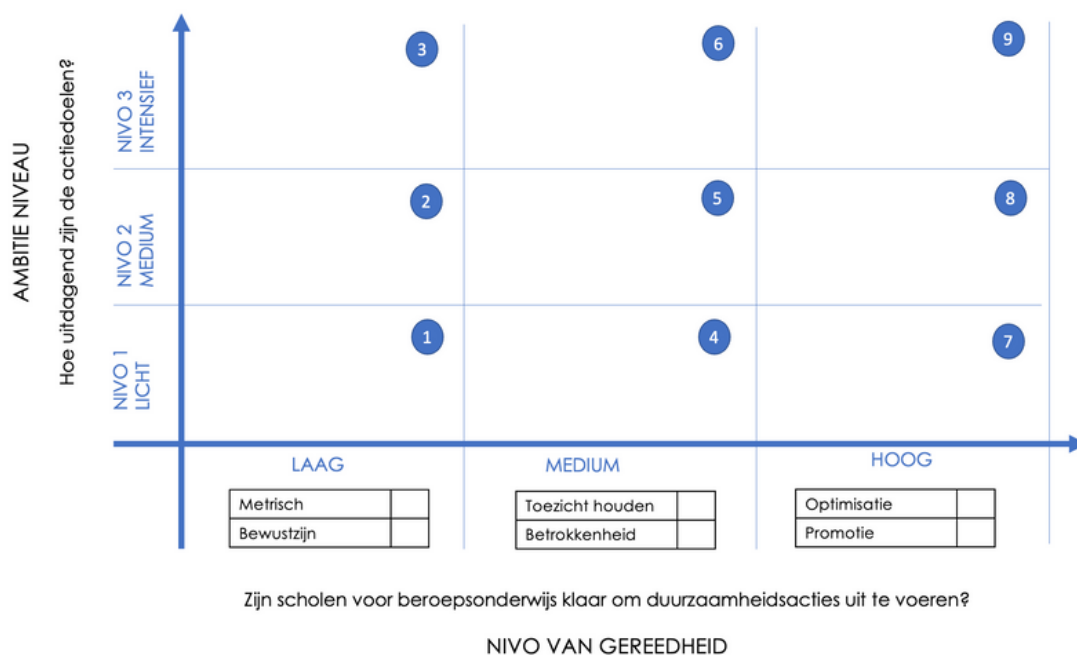 AMBITIE NIVEAU
Hoe uitdagend zijn de actiedoelen?
NIVO 3
INTENSIEF
3
6
9
NIVO 2
MEDIUM
2
5
8
NIVO 1
LICHT
1
4
7
LAAG
MEDIUM
HOOG
Metrisch
Bewustzijn
Toezicht houden
Betrokkenheid
Optimisatie
Promotie
Zijn scholen voor beroepsonderwijs klaar om duurzaamheidsacties uit te voeren?
NIVO VAN GEREEDHEID